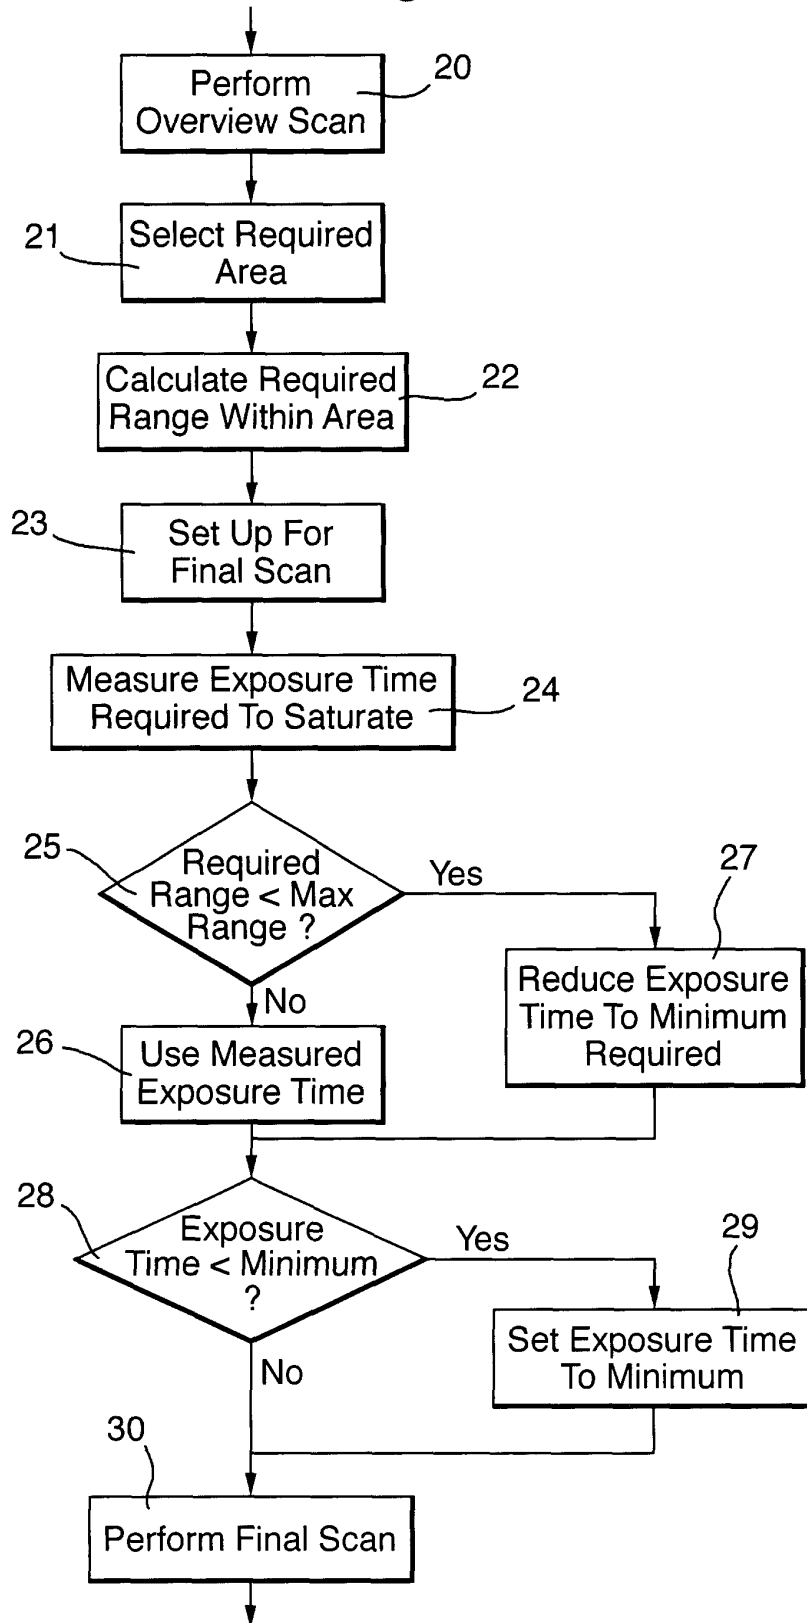 Perform
Overview Scan
20
21
Select Required
Area
Calculate Required
Range Within Area
22
23
Set Up For
Final Scan
Measure Exposure Time
Required To Saturate
24
25
Required
Range < Max
Range ?
Yes
No
27
Reduce Exposure
Time To Minimum
Required
26
Use Measured
Exposure Time
28
Exposure
Time < Minimum
?
Yes
No
29
Set Exposure Time
To Minimum
30
Perform Final Scan